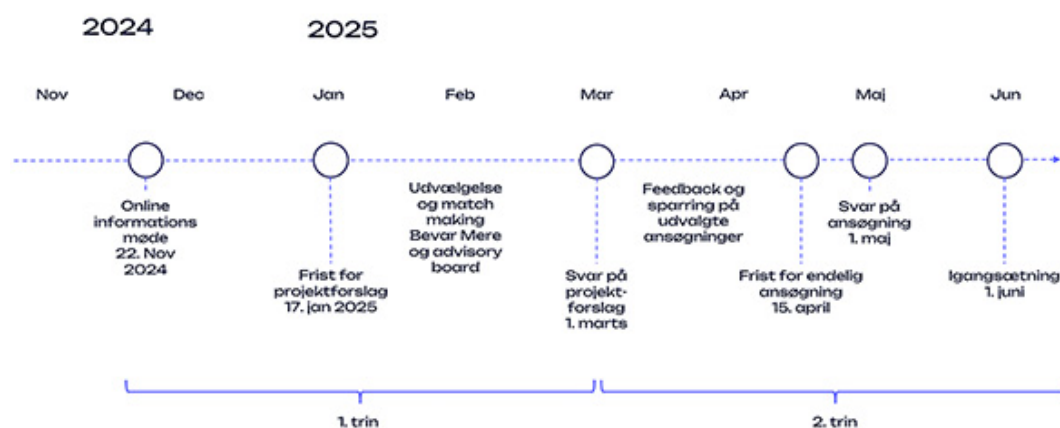 2024
2025
Nov
Dec
Jan
Feb
Mar
Apr
Maj
Jun
Online
informations
møde
22. Nov
2024
Frist for
projektforslag
17. jan 2025
Udvælgelse
og match
making
Bevar Mere
og advisory
board
Svar på
projekt-
forslag
1. marts
Feedback og
sparring på
udvalgte
ansøgninger
Frist for endelig
ansøgning
15. april
Svar på
ansøgning
1. maj
Igangsætning
1. juni
1. trin
2. trin